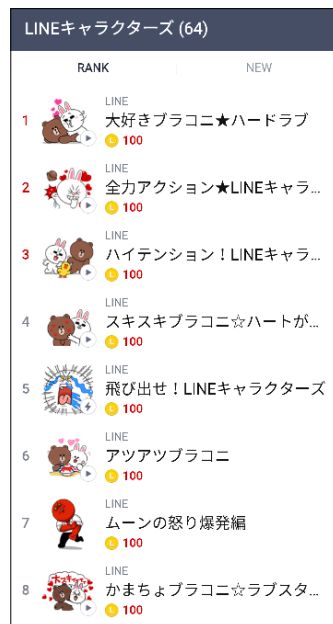 LINEキャラクターズ (64)
RANK
NEW
LINE
1 大好きブラコニ★ハードラブ
L 100
LINE
2 全力アクション★LINEキャラ...
L 100
LINE
3 ハイテンション！LINEキャラ...
L 100
LINE
4 スキスキブラコニ☆ハートが...
L 100
LINE
5 飛び出せ！LINEキャラクターズ
L 100
LINE
6 アツアツブラコニ
L 100
LINE
7 ムーンの怒り爆発編
L 100
LINE
8 かまちょブラコニ☆ラブスタ...
L 100